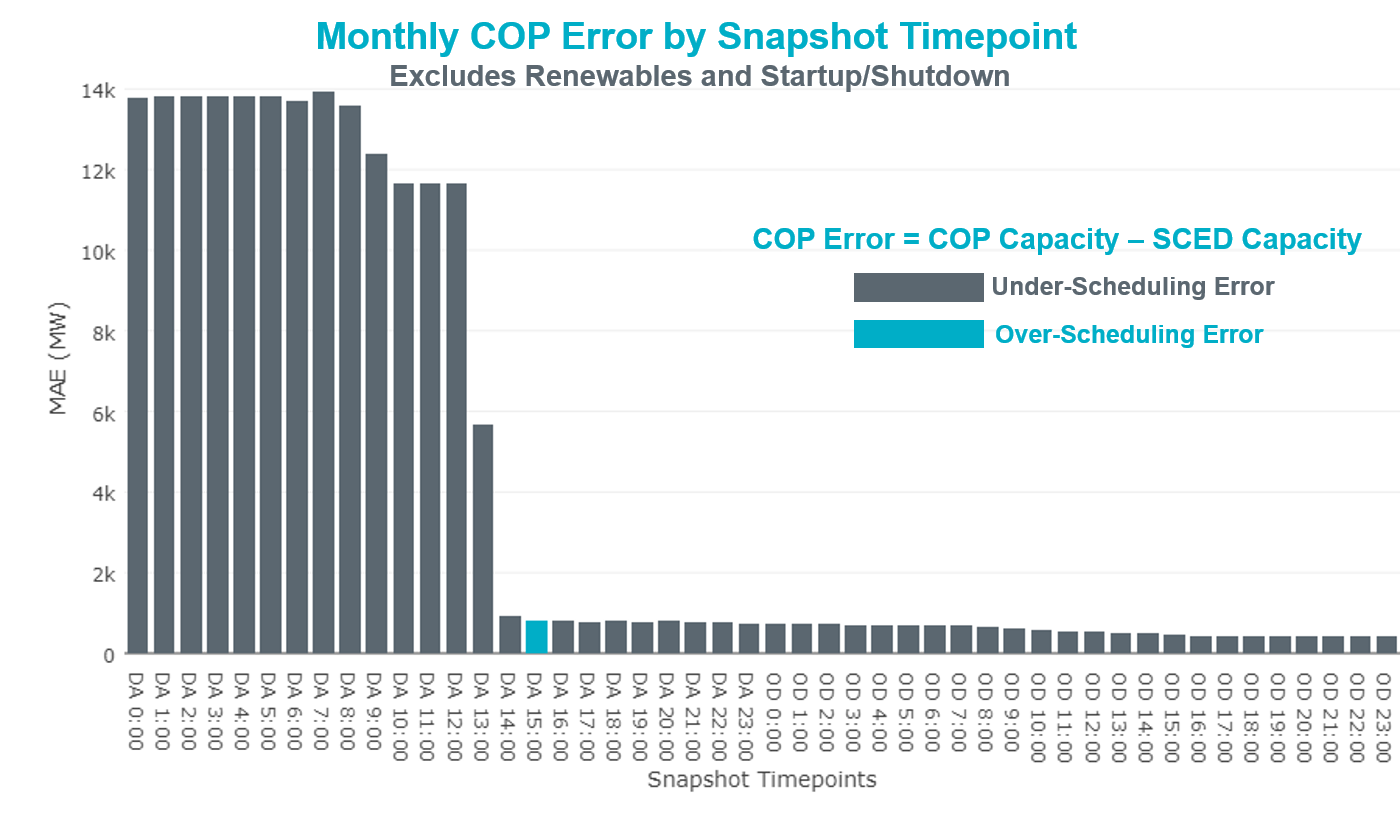 Monthly COP Error by Snapshot Timepoint
Excludes Renewables and Startup/Shutdown
14k
12k
10k
8k
6k
4k
2k
0
MAE (MW)
COP Error = COP Capacity – SCED Capacity
Under-Scheduling Error
Over-Scheduling Error
DA 0:00
DA 1:00
DA 2:00
DA 3:00
DA 4:00
DA 5:00
DA 6:00
DA 7:00
DA 8:00
DA 9:00
DA 10:00
DA 11:00
DA 12:00
DA 13:00
DA 14:00
DA 15:00
DA 16:00
DA 17:00
DA 18:00
DA 19:00
DA 20:00
DA 21:00
DA 22:00
DA 23:00
OD 0:00
OD 1:00
OD 2:00
OD 3:00
OD 4:00
OD 5:00
OD 6:00
OD 7:00
OD 8:00
OD 9:00
OD 10:00
OD 11:00
OD 12:00
OD 13:00
OD 14:00
OD 15:00
OD 16:00
OD 17:00
OD 18:00
OD 19:00
OD 20:00
OD 21:00
OD 22:00
OD 23:00
Snapshot Timepoints